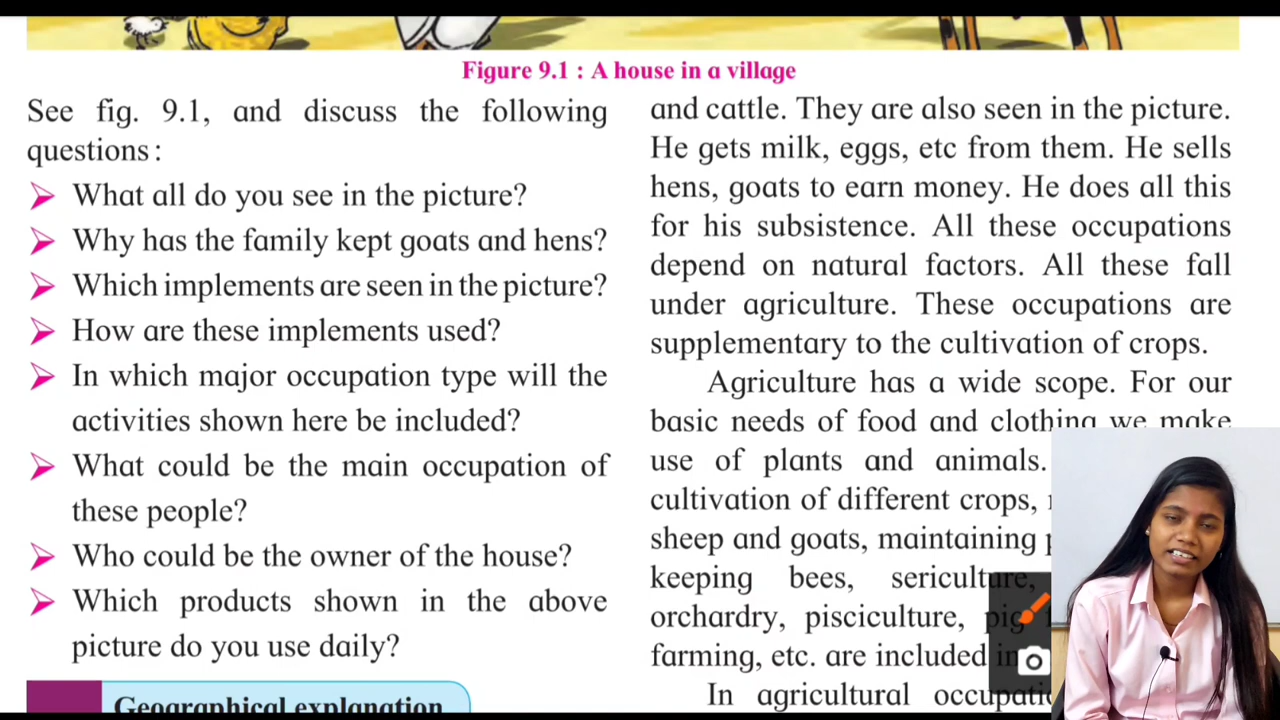 Figure 9.1 : A house in a village
See fig. 9.1, and discuss the following
questions :
What all do you see in the picture?
Why has the family kept goats and hens?
Which implements are seen in the picture?
How are these implements used?
In which major occupation type will the
activities shown here be included?
What could be the main occupation of
these people?
Who could be the owner of the house?
Which products shown in the above
picture do you use daily?
Geographical explanation
and cattle. They are also seen in the picture.
He gets milk, eggs, etc from them. He sells
hens, goats to earn money. He does all this
for his subsistence. All these occupations
depend on natural factors. All these fall
under agriculture. These occupations are
supplementary to the cultivation of crops.
Agriculture has a wide scope. For our
basic needs of food and clothing we make
use of plants and animals.
cultivation of different crops,
sheep and goats, maintaining
keeping bees, sericulture,
orchardry, pisciculture, pig
farming, etc. are included in
In agricultural